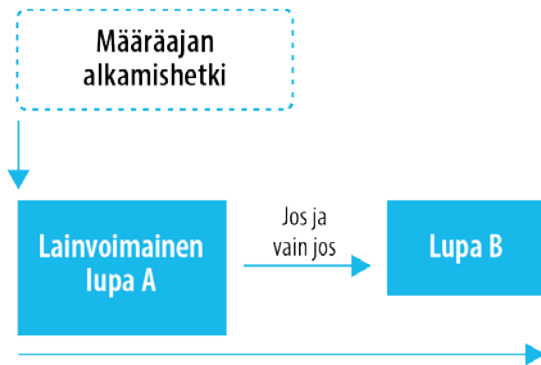 Määräajan
alkamishetki
Jos ja
vain jos
Lainvoimainen
lupa A
Lupa B